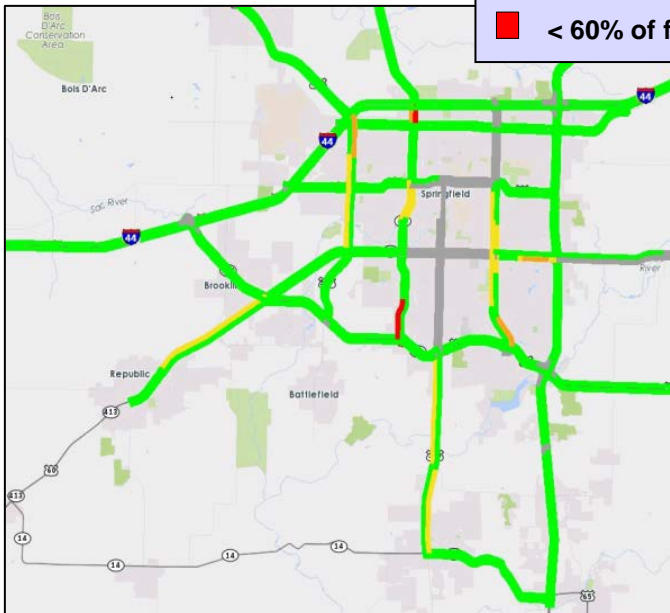 < 60% of f
Bois
D'Arc
Conservation
Area
Bois D'Arc
44
44
Sac River
Springfield
44
River
Republic
Battlefield
413
60
413
14
14
14
14
65